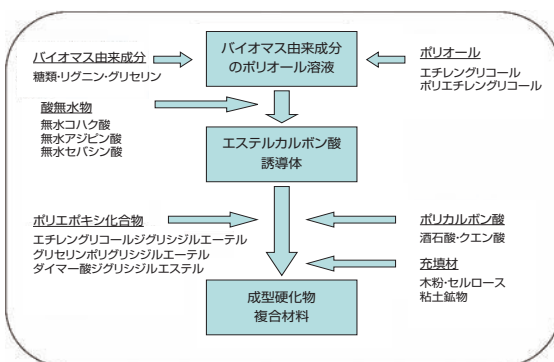 バイオマス由来成分
糖類・リグニン・グリセリン
バイオマス由来成分
のポリオール溶液
ポリオール
エチレングリコール
ポリエチレングリコール
酸無水物
無水コハク酸
無水アジピン酸
無水セバシン酸
エステルカルボン酸
誘導体
ポリエポキシ化合物
エチレングリコールジグリシジルエーテル
グリセリンポリグリシジルエーテル
ダイマー酸ジグリシジルエステル
ポリカルボン酸
酒石酸・クエン酸
充填材
木粉・セルロース
粘土鉱物
成型硬化物
複合材料